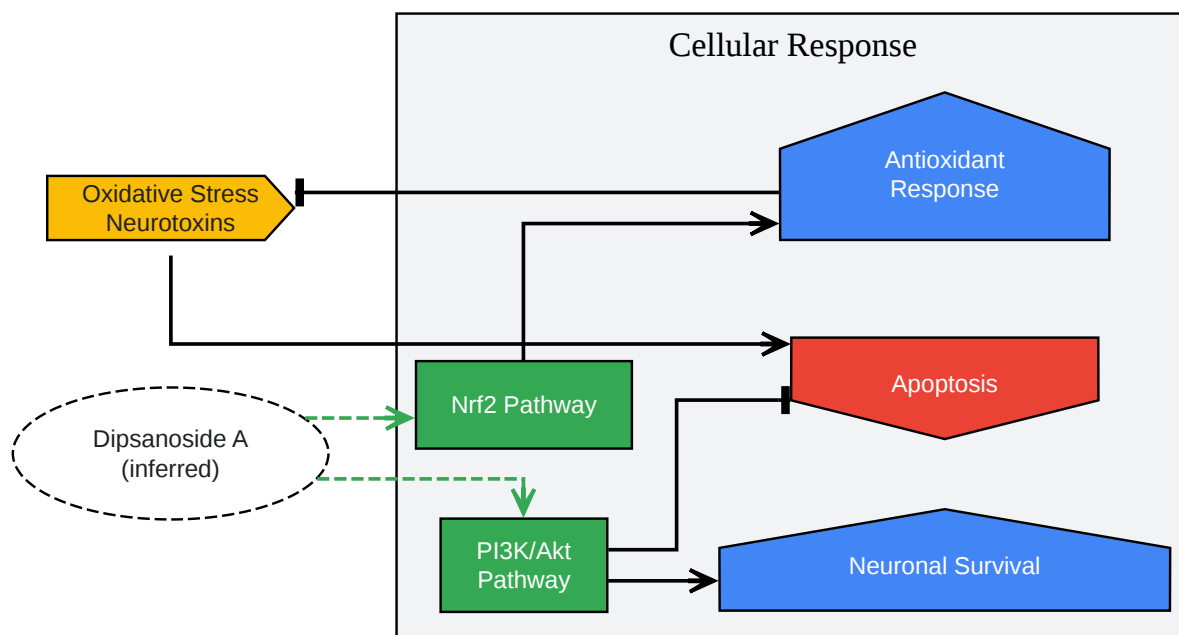 Cellular Response
Antioxidant
Response
Oxidative Stress
Neurotoxins
Apoptosis
Nrf2 Pathway
Dipsanoside A
(inferred)
PI3K/Akt
Pathway
Neuronal Survival